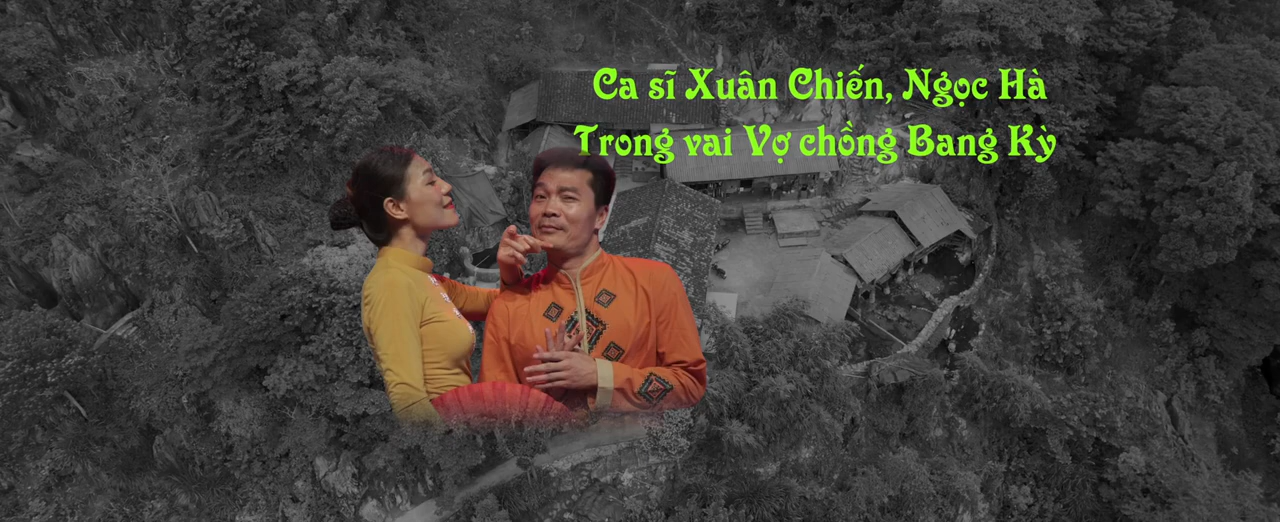 Ca sĩ Xuân Chiến, Ngọc Hà
Trong vai Vợ chồng Bang Kỳ